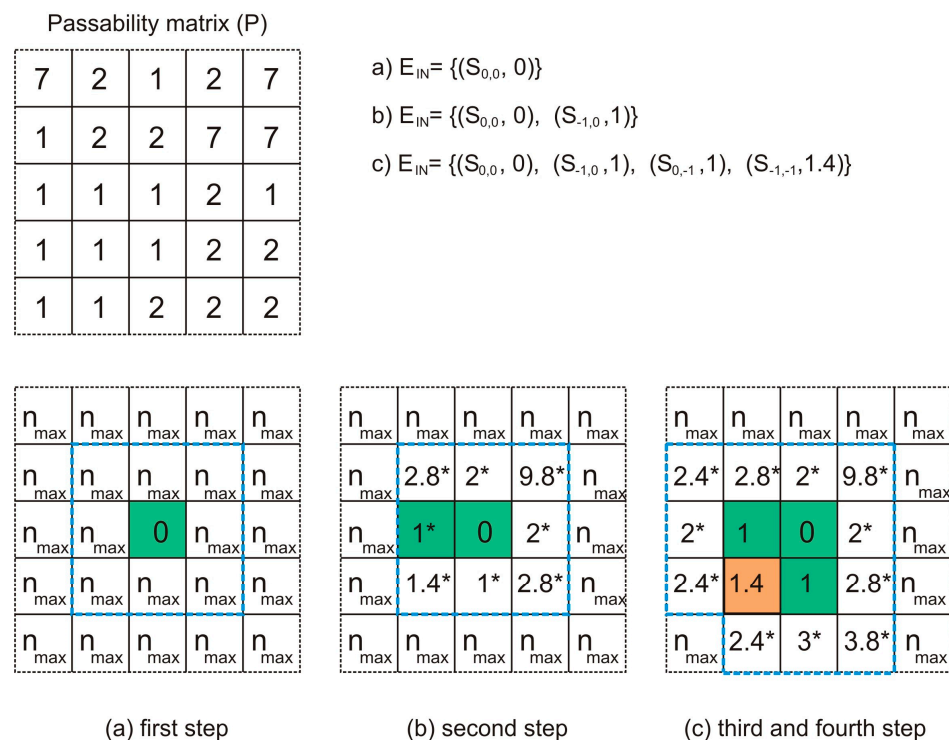 Passability matrix (P)
7 2 1 2 7
1 2 2 7 7
1 1 1 2 1
1 1 1 2 2
1 1 2 2 2
a) E_IN = {(S_0,0, 0)}
b) E_IN = {(S_0,0, 0), (S_-1,0 ,1)}
c) E_IN = {(S_0,0, 0), (S_-1,0 ,1), (S_0,-1 ,1), (S_-1,-1,1.4)}
n_max n_max n_max n_max n_max
n_max n_max n_max n_max n_max
n_max n_max 0 n_max n_max
n_max n_max n_max n_max n_max
n_max n_max n_max n_max n_max
(a) first step
n_max n_max n_max n_max n_max
n_max 2.8* 2* 9.8* n_max
n_max 1* 0 2* n_max
n_max 1.4* 1* 2.8* n_max
n_max n_max n_max n_max n_max
(b) second step
n_max n_max n_max n_max n_max
2.4* 2.8* 2* 9.8* n_max
2* 1 0 2* n_max
2.4* 1.4 1 2.8* n_max
n_max 2.4* 3* 3.8* n_max
(c) third and fourth step